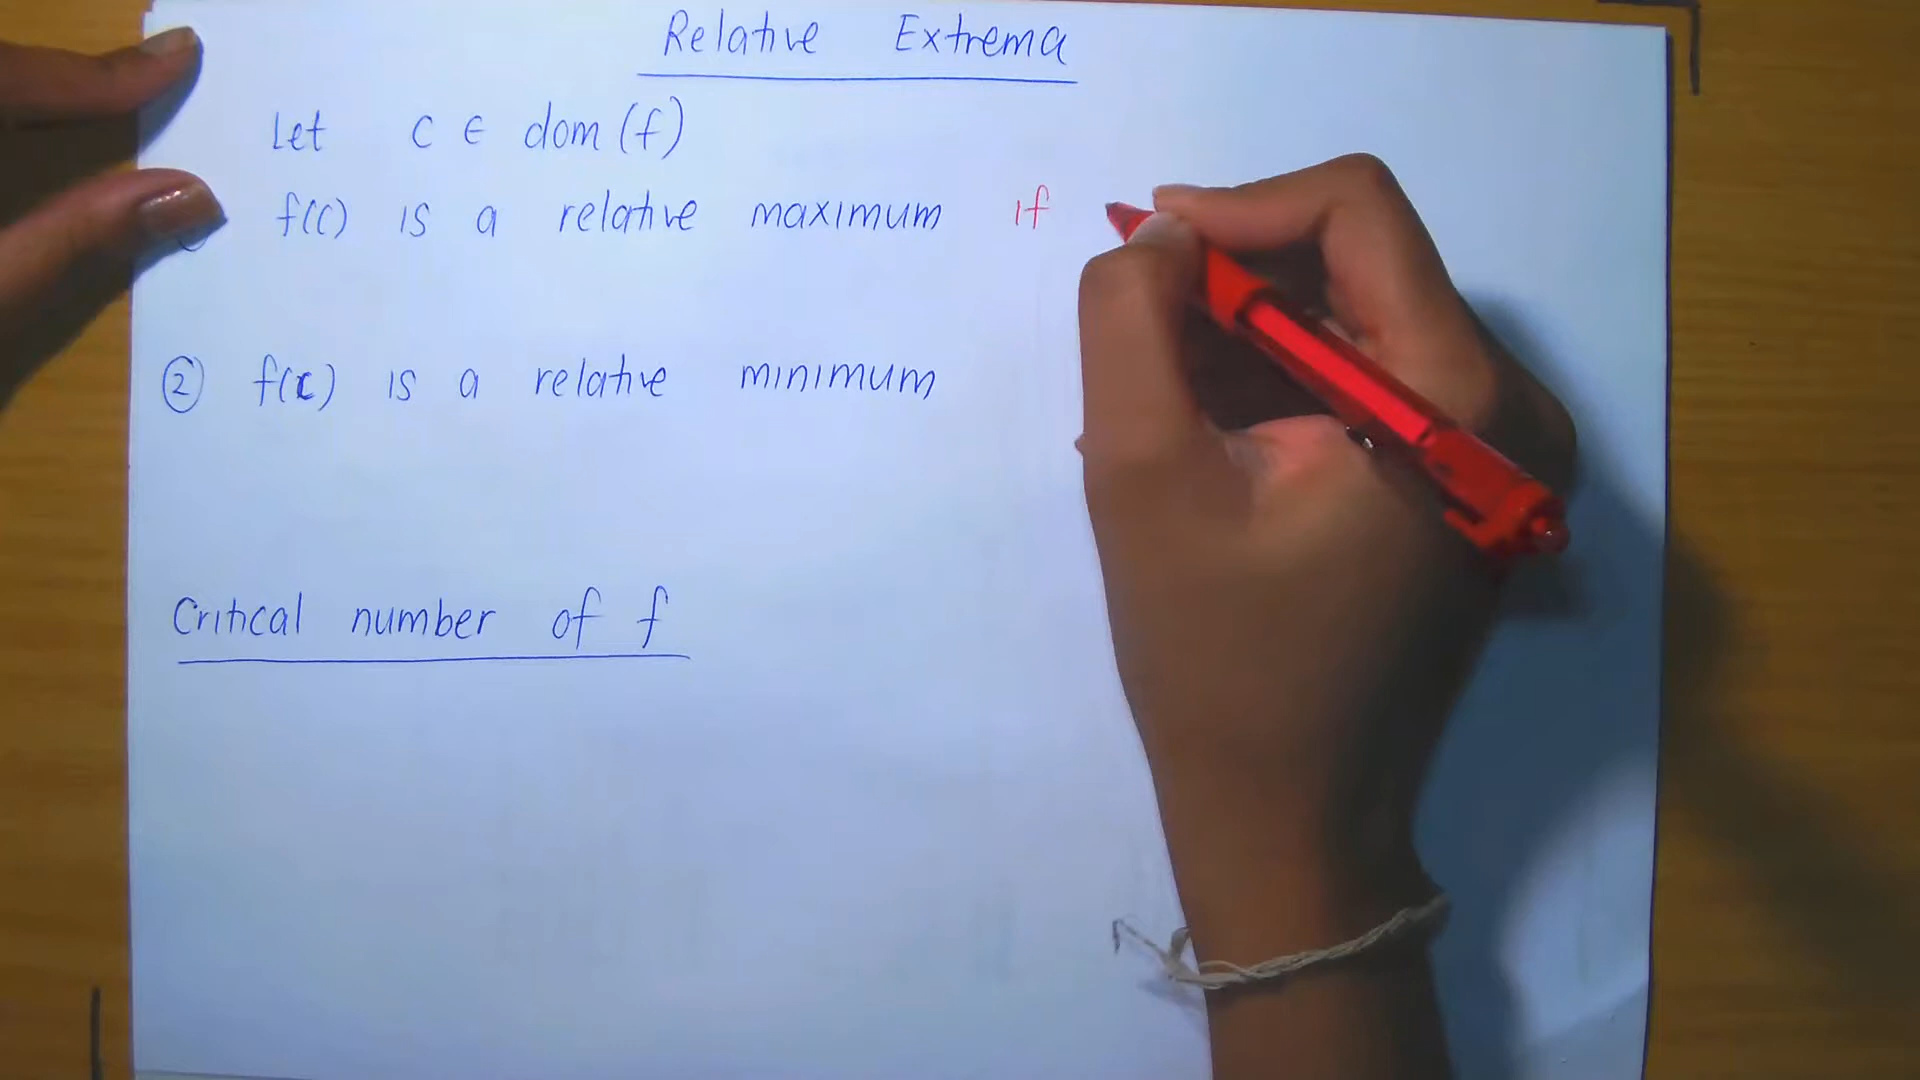 Relative Extrema
Let c ∈ dom (f)
f(c) is a relative maximum if
② f(c) is a relative minimum
Critical number of f